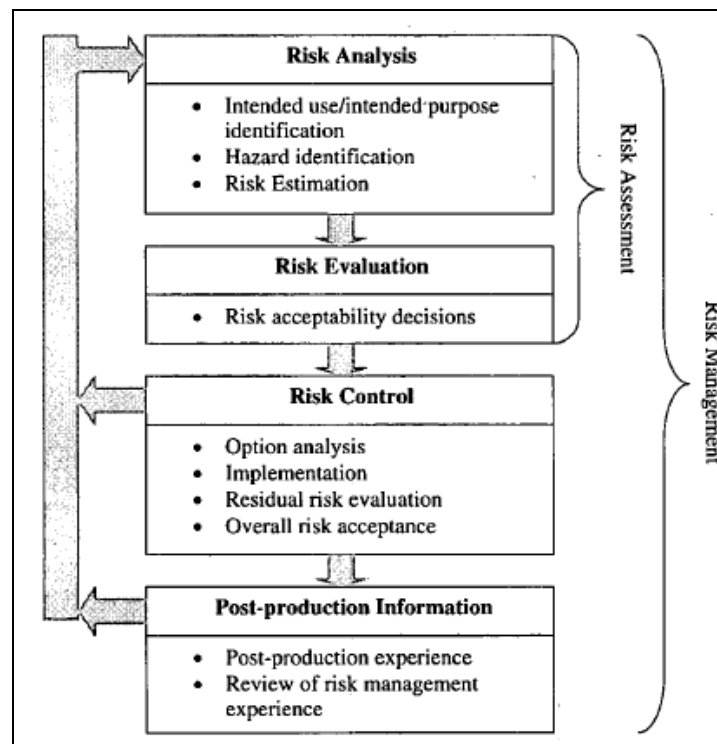 Risk Analysis
• Intended use/intended purpose
identification
• Hazard identification
• Risk Estimation
Risk Evaluation
• Risk acceptability decisions
Risk Control
• Option analysis
• Implementation
• Residual risk evaluation
• Overall risk acceptance
Post-production Information
• Post-production experience
• Review of risk management
experience
Risk Assessment
Risk Management